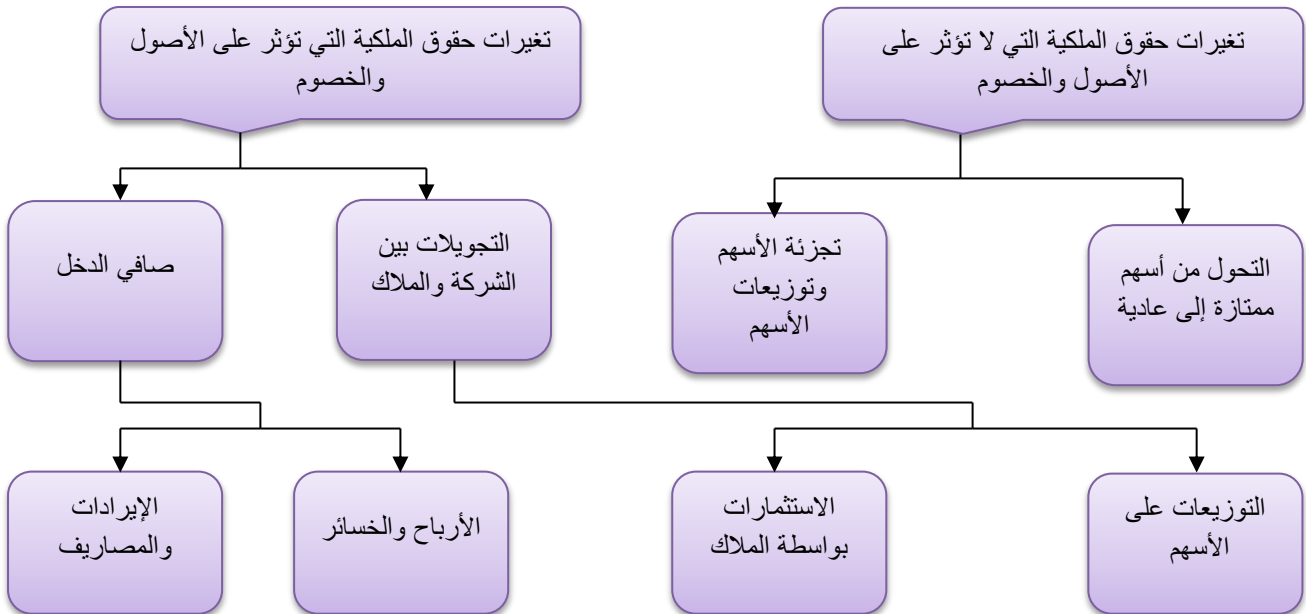 تغيرات حقوق الملكية التي لا تؤثر على
الأصول والخصوم
تغيرات حقوق الملكية التي تؤثر على الأصول
والخصوم
التحول من أسهم
ممتازة إلى عادية
تجزئة الأسهم
وتوزيعات
الأسهم
التجويلات بين
الشركة والملاك
صافي الدخل
التوزيعات على
الأسهم
الاستثمارات
بواسطة الملاك
الأرباح والخسائر
الإيرادات
والمصاريف